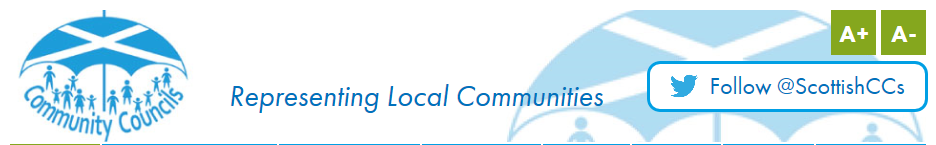 A+ A-
Community Councils
Representing Local Communities
Follow @ScottishCCs